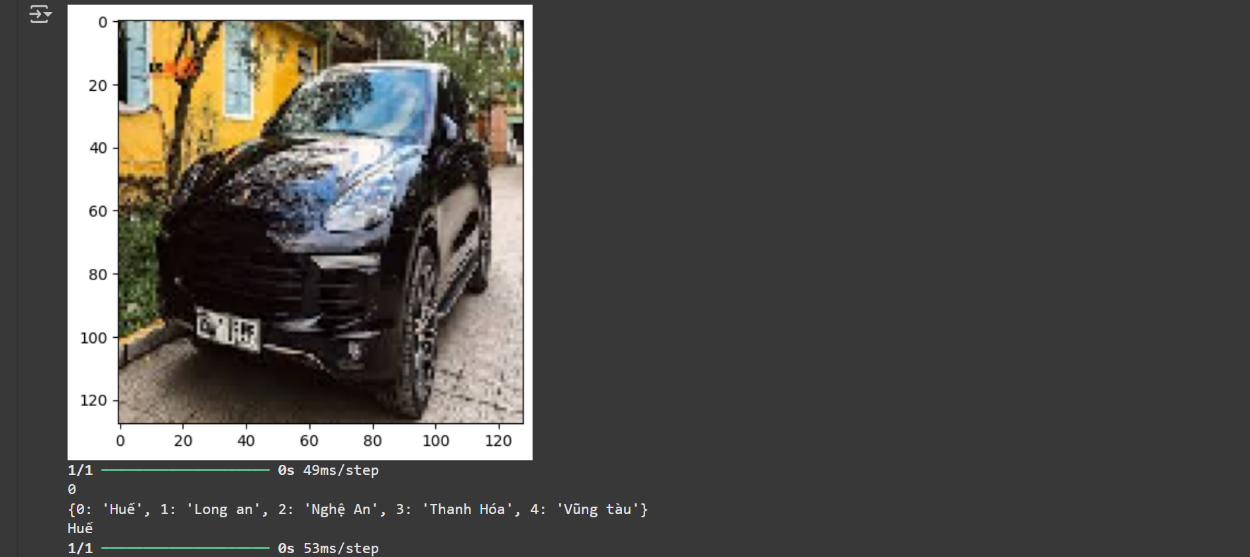 0
20
40
60
80
100
120
0 20 40 60 80 100 120
1/1 ━━━━━━━━━━━━━━━━━━━━ 0s 49ms/step
0
{0: 'Huế', 1: 'Long an', 2: 'Nghệ An', 3: 'Thanh Hóa', 4: 'Vũng tàu'}
Huế
1/1 ━━━━━━━━━━━━━━━━━━━━ 0s 53ms/step